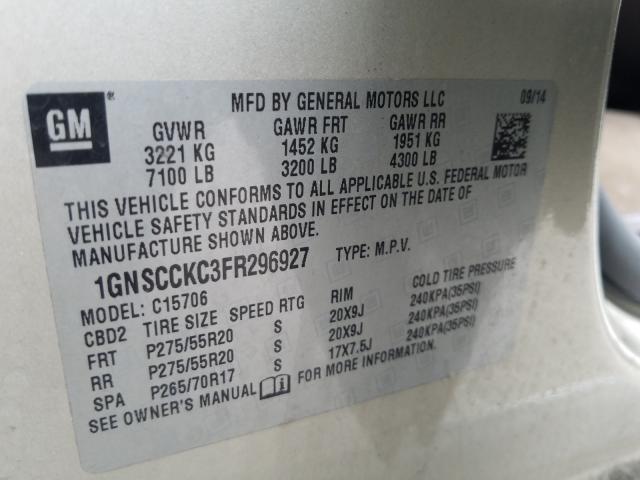 GM
MFD BY GENERAL MOTORS LLC 09/14
GVWR GAWR FRT GAWR RR
3221 KG 1452 KG 1951 KG
7100 LB 3200 LB 4300 LB
THIS VEHICLE CONFORMS TO ALL APPLICABLE U.S. FEDERAL MOTOR
VEHICLE SAFETY STANDARDS IN EFFECT ON THE DATE OF
MANUFACTURE SHOWN ABOVE.
1GNSCCKC3FR296927 TYPE: M.P.V.
MODEL: C15706
CBD2 TIRE SIZE SPEED RTG RIM COLD TIRE PRESSURE
FRT P275/55R20 S 20X9J 240KPA(35PSI)
RR P275/55R20 S 20X9J 240KPA(35PSI)
SPA P265/70R17 S 17X7.5J 240KPA(35PSI)
SEE OWNER'S MANUAL FOR MORE INFORMATION.